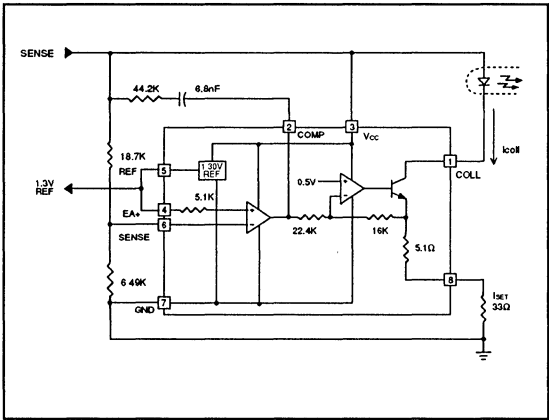 SENSE
44.2K
6.8nF
2
COMP
3
VCC
Icoll
18.7K
REF
5
1.30V
REF
1
COLL
1.3V
REF
0.5V
5.1K
EA+
4
SENSE
6
22.4K
16K
5.1Ω
6.49K
8
GND
7
ISET
33Ω
+
−
+
−